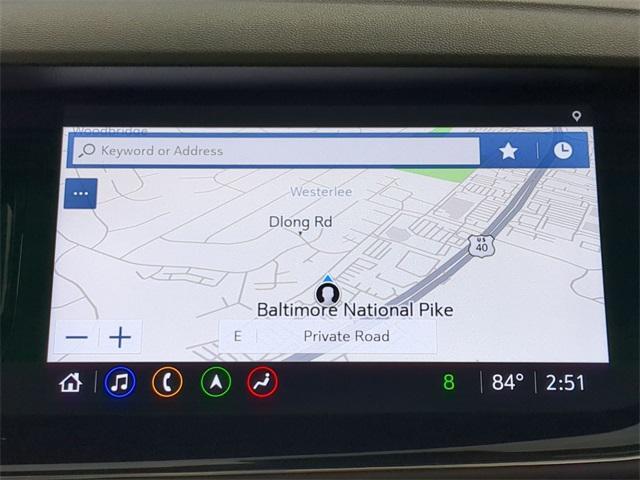 Woodbridge
Keyword or Address
Westerlee
Dlong Rd
US
40
Baltimore National Pike
E Private Road
8 84° 2:51